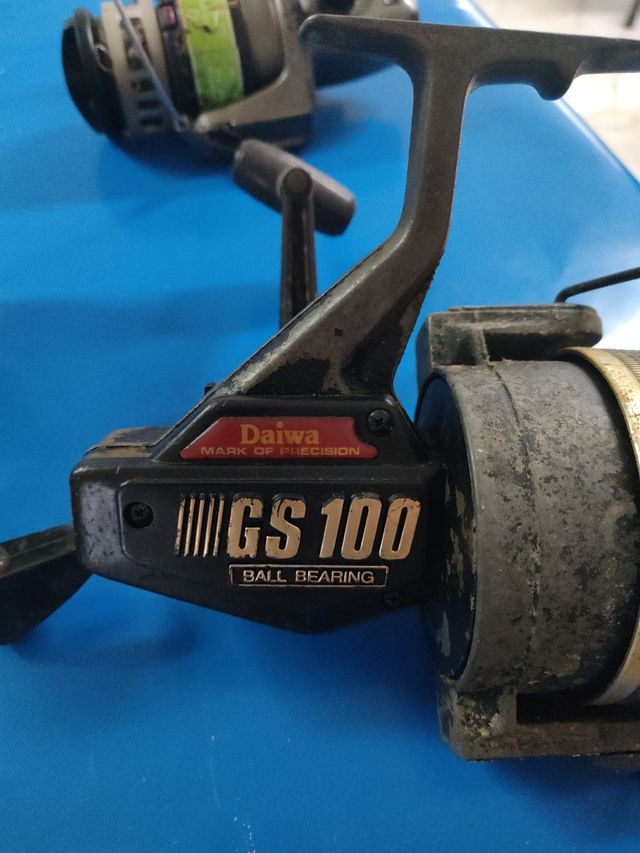 Daiwa
MARK OF PRECISION
GS 100
BALL BEARING